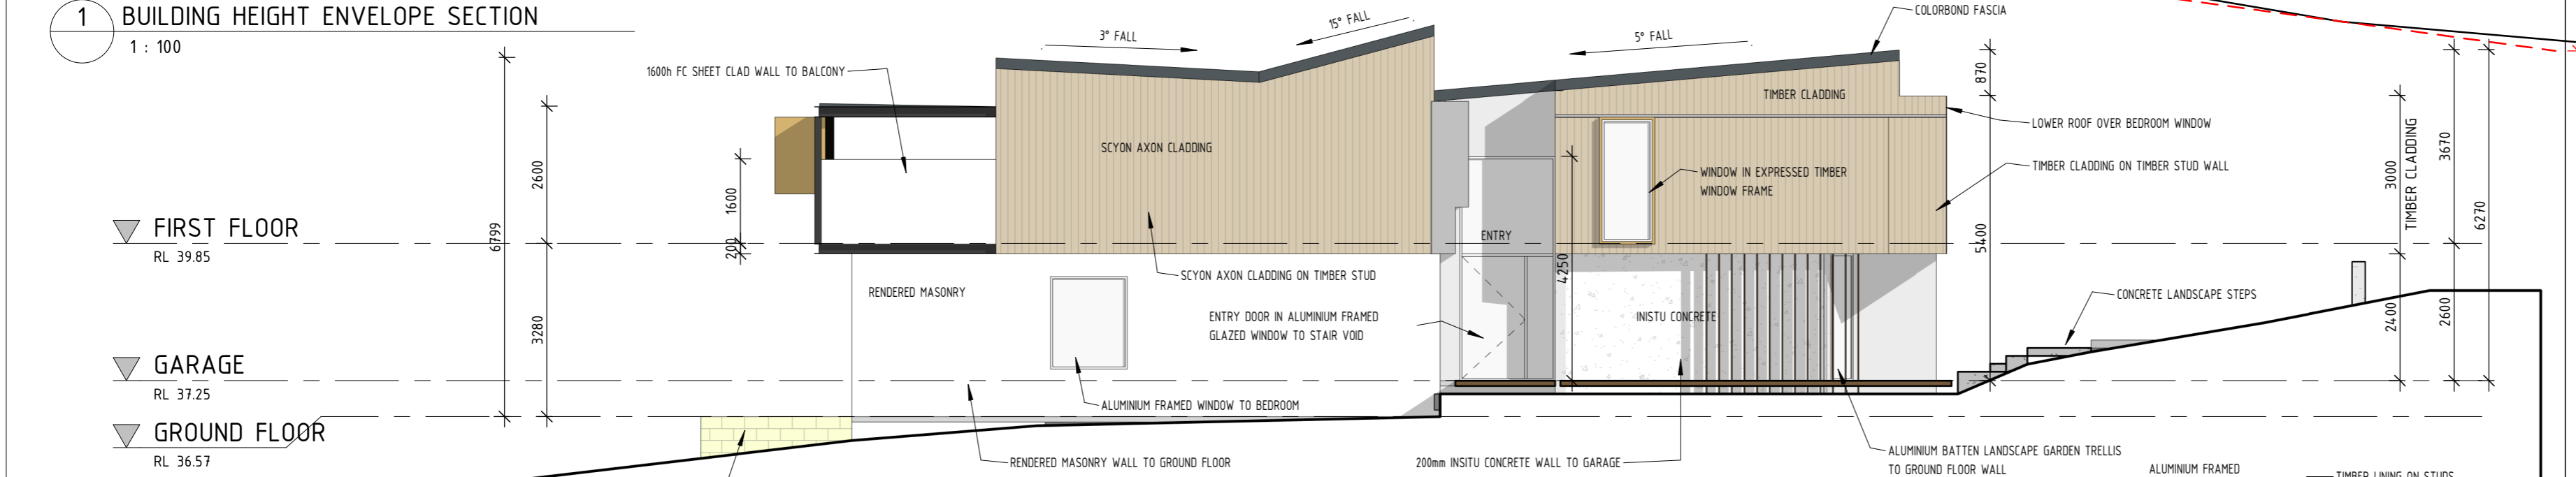 1 BUILDING HEIGHT ENVELOPE SECTION
1 : 100
3° FALL
15° FALL
5° FALL
COLORBOND FASCIA
1600h FC SHEET CLAD WALL TO BALCONY
TIMBER CLADDING
870
LOWER ROOF OVER BEDROOM WINDOW
SCYON AXON CLADDING
TIMBER CLADDING ON TIMBER STUD WALL
WINDOW IN EXPRESSED TIMBER
WINDOW FRAME
2600
1600
200
6799
3280
FIRST FLOOR
RL 39.85
ENTRY
4250
5400
3000
TIMBER CLADDING
3670
6270
2400
2600
SCYON AXON CLADDING ON TIMBER STUD
RENDERED MASONRY
ENTRY DOOR IN ALUMINIUM FRAMED
GLAZED WINDOW TO STAIR VOID
INISTU CONCRETE
CONCRETE LANDSCAPE STEPS
GARAGE
RL 37.25
ALUMINIUM FRAMED WINDOW TO BEDROOM
GROUND FLOOR
RL 36.57
RENDERED MASONRY WALL TO GROUND FLOOR
200mm INSITU CONCRETE WALL TO GARAGE
ALUMINIUM BATTEN LANDSCAPE GARDEN TRELLIS
TO GROUND FLOOR WALL
ALUMINIUM FRAMED
TIMBER LINING ON STUDS